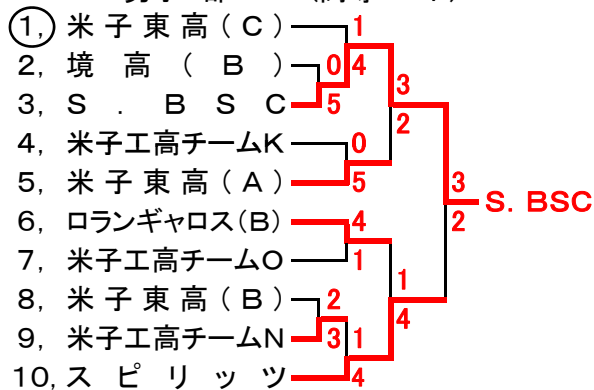 ①, 米子東高(C)
1
2, 境高(B)
0 4
3, S.BSC
5
3
2
4, 米子工高チームK
0
5, 米子東高(A)
5
3
2
S. BSC
6, ロランギャロス(B)
4
7, 米子工高チームO
1
1
4
8, 米子東高(B)
2
9, 米子工高チームN
3 1
10, スピリッツ
4